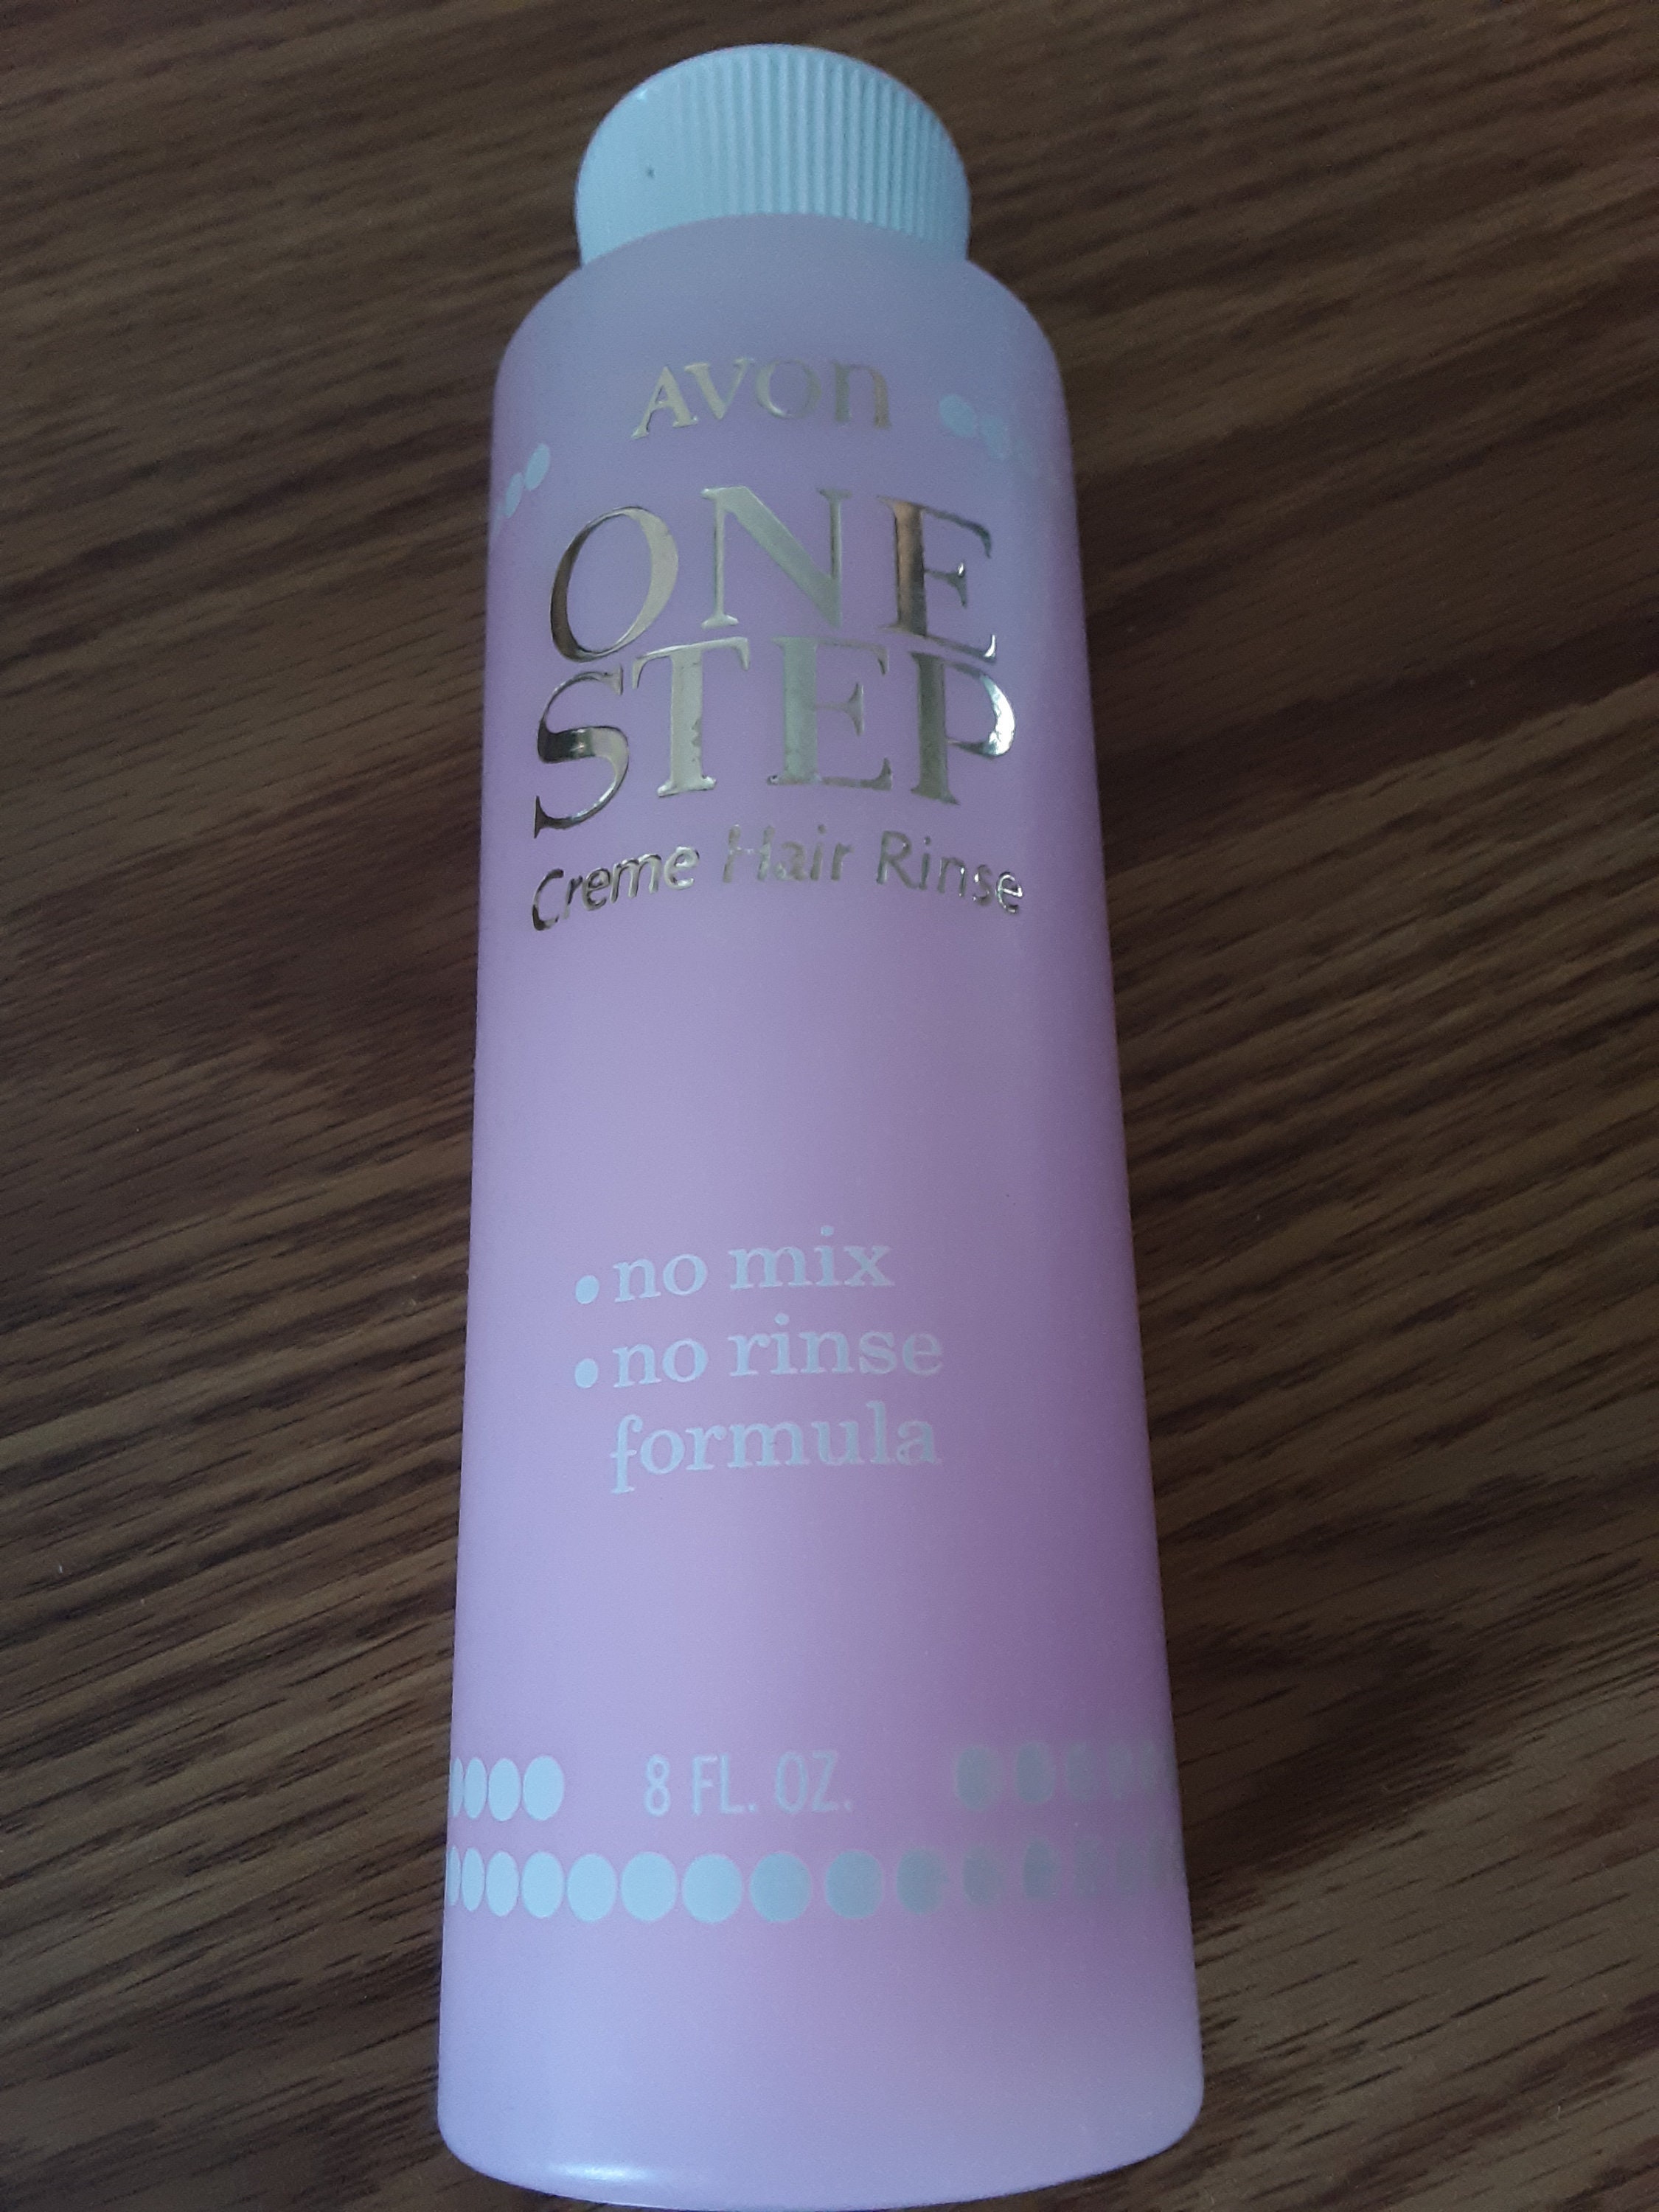 AVON
ONE
STEP
Creme Hair Rinse
• no mix
• no rinse
formula
8 FL. OZ.